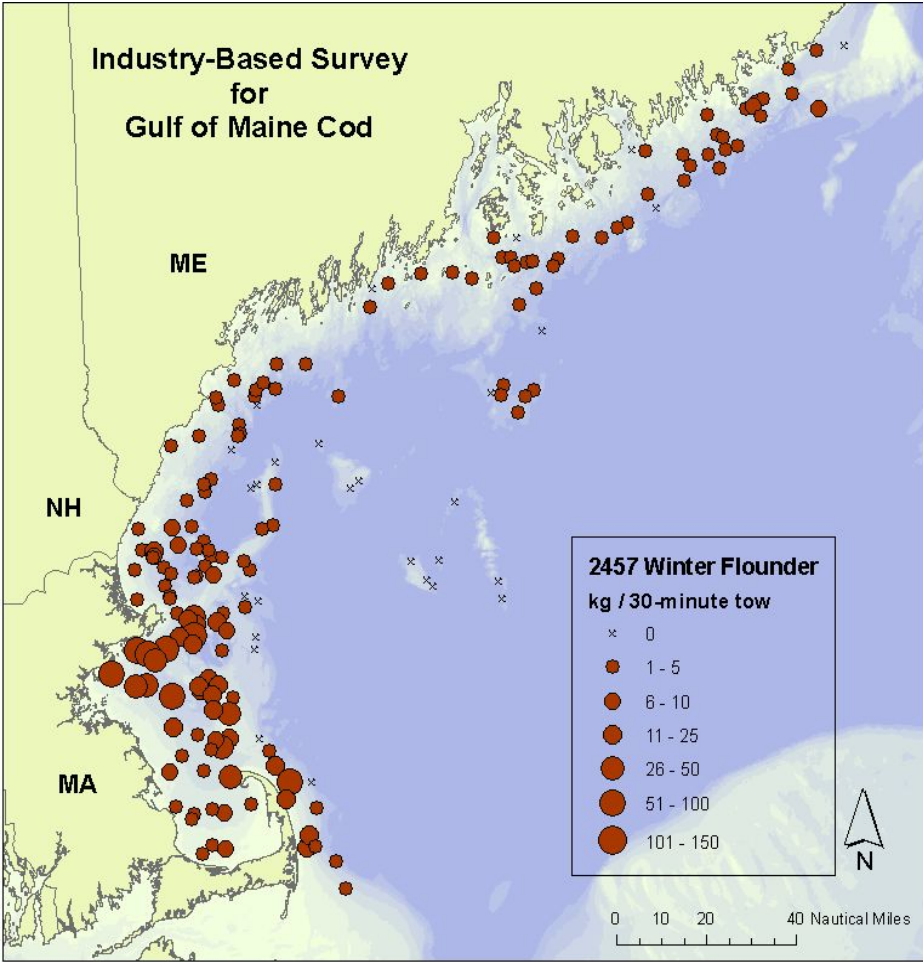 Industry-Based Survey
for
Gulf of Maine Cod
ME
NH
MA
2457 Winter Flounder
kg / 30-minute tow
0
1 - 5
6 - 10
11 - 25
26 - 50
51 - 100
101 - 150
N
0 10 20 40 Nautical Miles